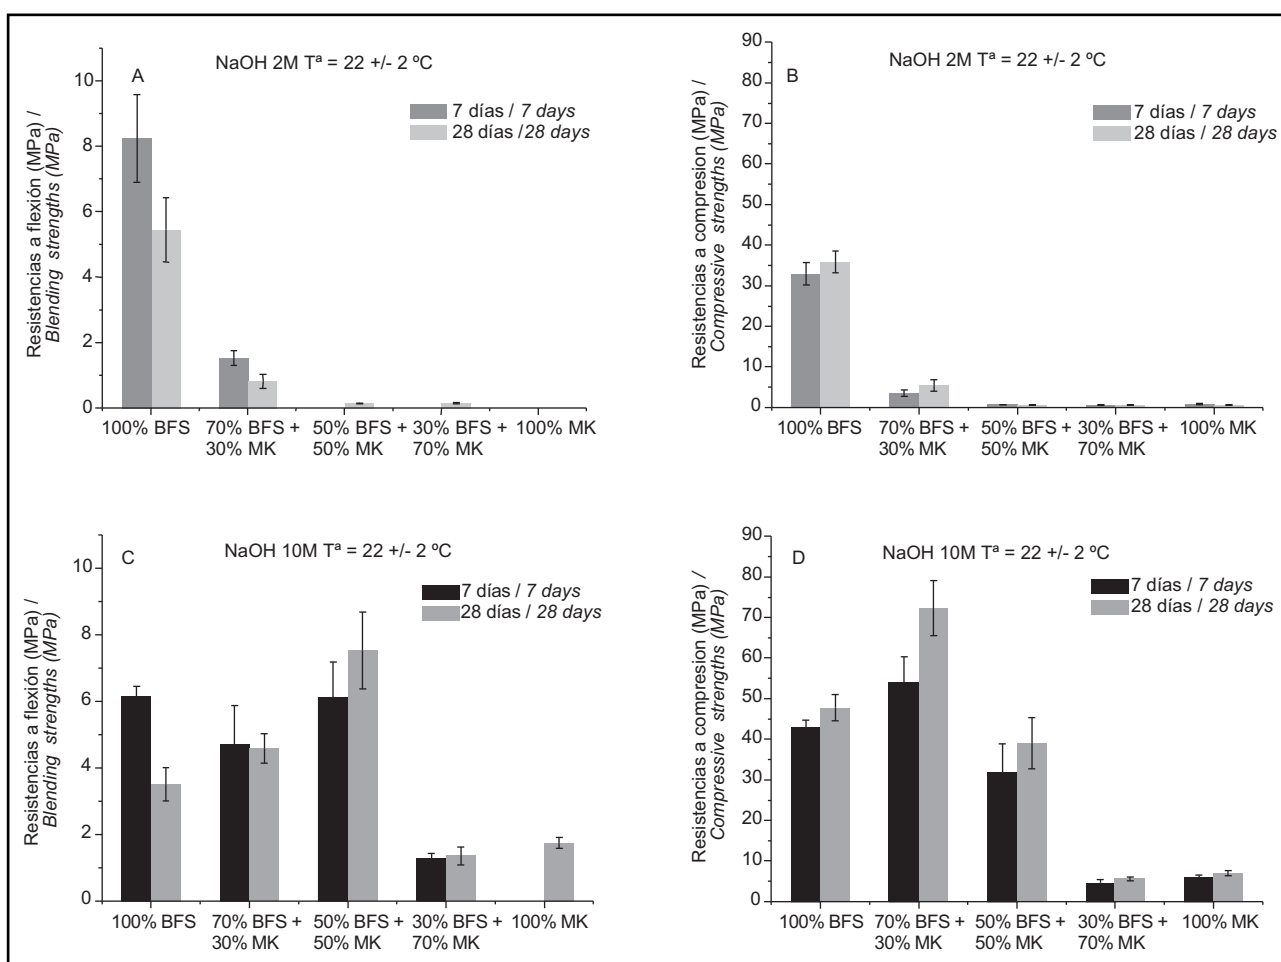 A
NaOH 2M Tª = 22 +/- 2 ºC
7 días / 7 days
28 días /28 days
Resistencias a flexión (MPa) /
Blending strengths (MPa)
10
8
6
4
2
0
100% BFS
70% BFS +
30% MK
50% BFS +
50% MK
30% BFS +
70% MK
100% MK
B
NaOH 2M Tª = 22 +/- 2 ºC
7 días / 7 days
28 días / 28 days
Resistencias a compresion (MPa) /
Compressive strengths (MPa)
90
80
70
60
50
40
30
20
10
0
100% BFS
70% BFS +
30% MK
50% BFS +
50% MK
30% BFS +
70% MK
100% MK
C
NaOH 10M Tª = 22 +/- 2 ºC
7 días / 7 days
28 días / 28 days
Resistencias a flexión (MPa) /
Blending strengths (MPa)
10
8
6
4
2
0
100% BFS
70% BFS +
30% MK
50% BFS +
50% MK
30% BFS +
70% MK
100% MK
D
NaOH 10M Tª = 22 +/- 2 ºC
7 días / 7 days
28 días / 28 days
Resistencias a compresion (MPa) /
Compressive strengths (MPa)
90
80
70
60
50
40
30
20
10
0
100% BFS
70% BFS +
30% MK
50% BFS +
50% MK
30% BFS +
70% MK
100% MK